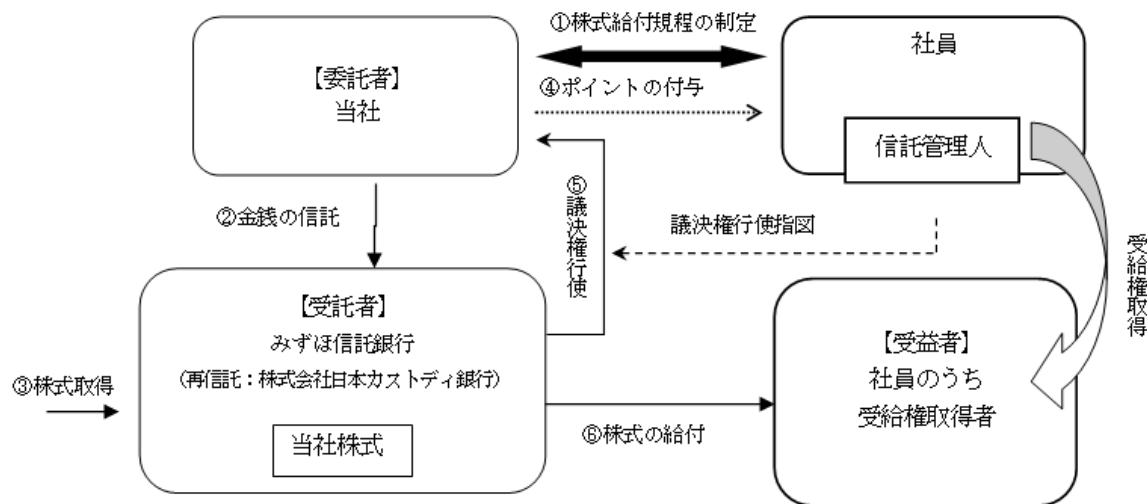 ①株式給付規程の制定
社員
【委託者】
当社
④ポイントの付与
信託管理人
②金銭の信託
⑤議決権行使
議決権行使指図
受給権取得
【受託者】
みずほ信託銀行
(再信託：株式会社日本カストディ銀行)
③株式取得
当社株式
⑥株式の給付
【受益者】
社員のうち
受給権取得者